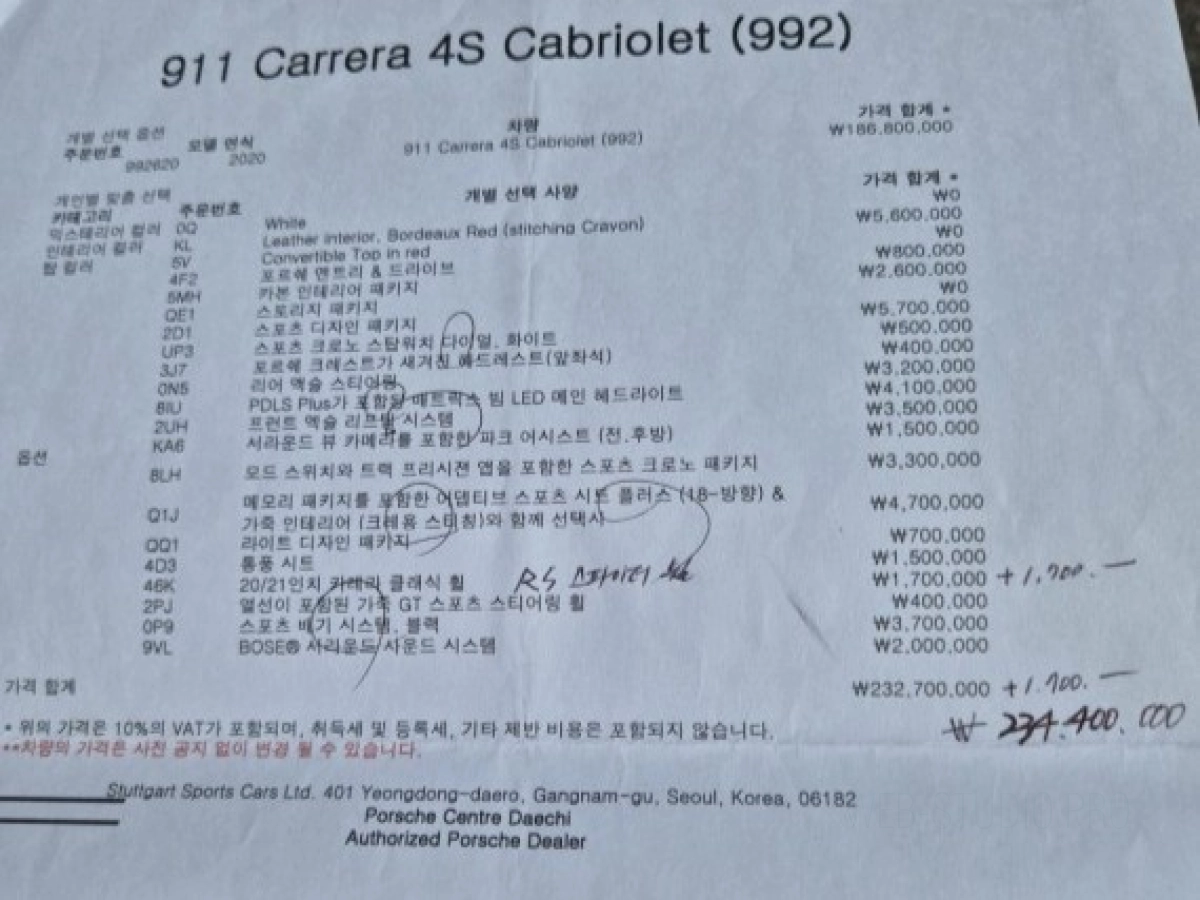 911 Carrera 4S Cabriolet (992)
개별 선택 옵션 차량 가격 합계 *
주문번호 모델 연식 911 Carrera 4S Cabriolet (992) ₩186,800,000
992620 2020
개인별 맞춤 선택 개별 선택 사양 가격 합계 *
카테고리 주문번호
익스테리어 컬러 0Q White ₩0
인테리어 컬러 KL Leather interior, Bordeaux Red (stitching Crayon) ₩5,600,000
탑 컬러 5V Convertible Top in red ₩0
4F2 포르쉐 엔트리 & 드라이브 ₩800,000
5MH 카본 인테리어 패키지 ₩2,600,000
QE1 스토리지 패키지 ₩0
2D1 스포츠 디자인 패키지 ₩5,700,000
UP3 스포츠 크로노 스탑워치 다이얼, 화이트 ₩500,000
3J7 포르쉐 크레스트가 새겨진 헤드레스트(앞좌석) ₩400,000
0N5 리어 액슬 스티어링 ₩3,200,000
8IU PDLS Plus가 포함된 매트릭스 빔 LED 메인 헤드라이트 ₩4,100,000
2UH 프런트 액슬 리프팅 시스템 ₩3,500,000
KA6 서라운드 뷰 카메라를 포함한 파크 어시스트 (전,후방) ₩1,500,000
옵션
8LH 모드 스위치와 트랙 프리시젼 앱을 포함한 스포츠 크로노 패키지 ₩3,300,000
Q1J 메모리 패키지를 포함한 어댑티브 스포츠 시트 플러스 (18-방향) & ₩4,700,000
가죽 인테리어 (크레용 스티칭)와 함께 선택시
QQ1 라이트 디자인 패키지 ₩700,000
4D3 통풍 시트 ₩1,500,000
46K 20/21인치 카레라 클래식 휠 RS 스파이더 ₩1,700,000 +1,700.—
2PJ 열선이 포함된 가죽 GT 스포츠 스티어링 휠 ₩400,000
0P9 스포츠 배기 시스템, 블랙 ₩3,700,000
9VL BOSE® 서라운드 사운드 시스템 ₩2,000,000
가격 합계 ₩232,700,000 +1.700.—
* 위의 가격은 10%의 VAT가 포함되며, 취득세 및 등록세, 기타 제반 비용은 포함되지 않습니다.
₩ 234.400.000
**차량의 가격은 사전 공지 없이 변경 될 수 있습니다.
Stuttgart Sports Cars Ltd. 401 Yeongdong-daero, Gangnam-gu, Seoul, Korea, 06182
Porsche Centre Daechi
Authorized Porsche Dealer